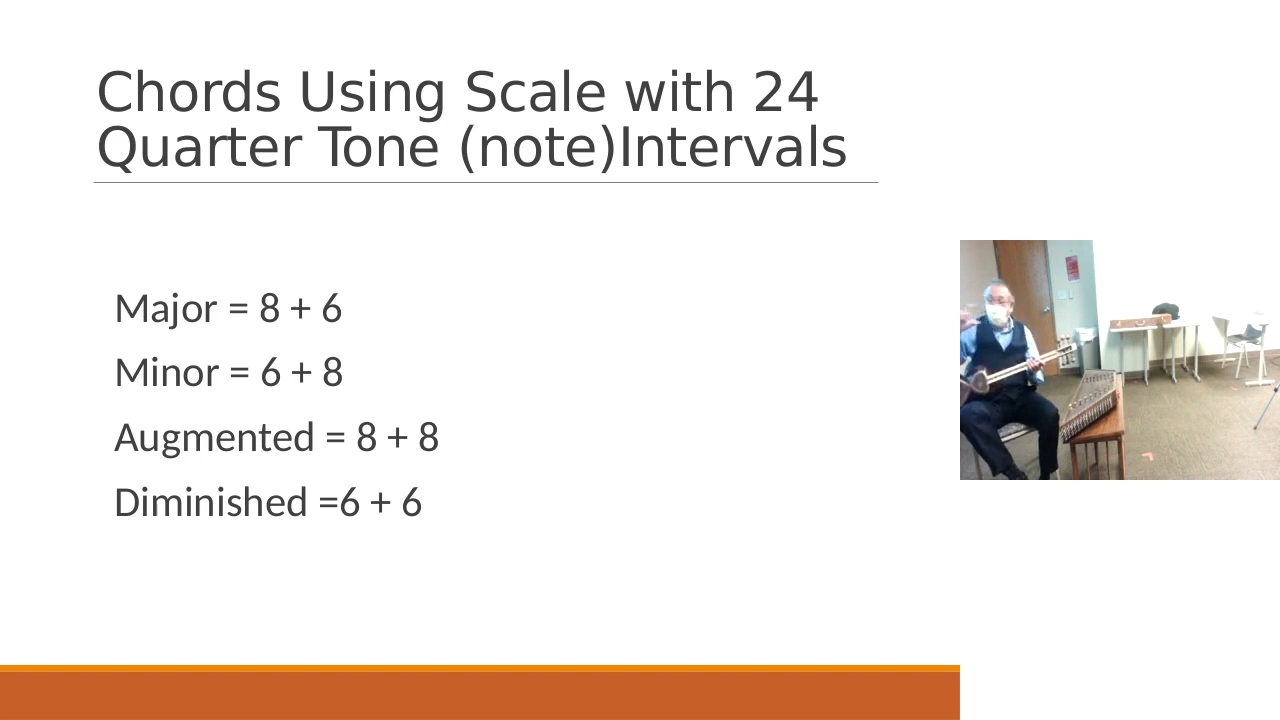 Chords Using Scale with 24
Quarter Tone (note)Intervals
Major = 8 + 6
Minor = 6 + 8
Augmented = 8 + 8
Diminished =6 + 6